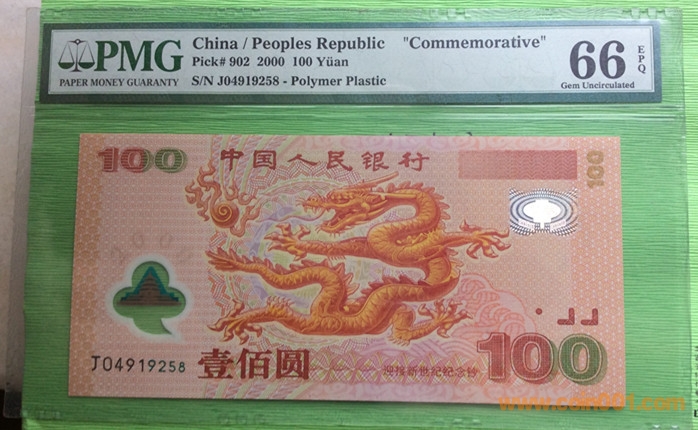 PMG
PAPER MONEY GUARANTY
China / Peoples Republic "Commemorative"
Pick# 902 2000 100 Yüan
S/N J04919258 - Polymer Plastic
66 EPQ
Gem Uncirculated
100 中国人民银行 100
J04919258
壹佰圆
迎接新世纪纪念钞
100
www.coin001.com